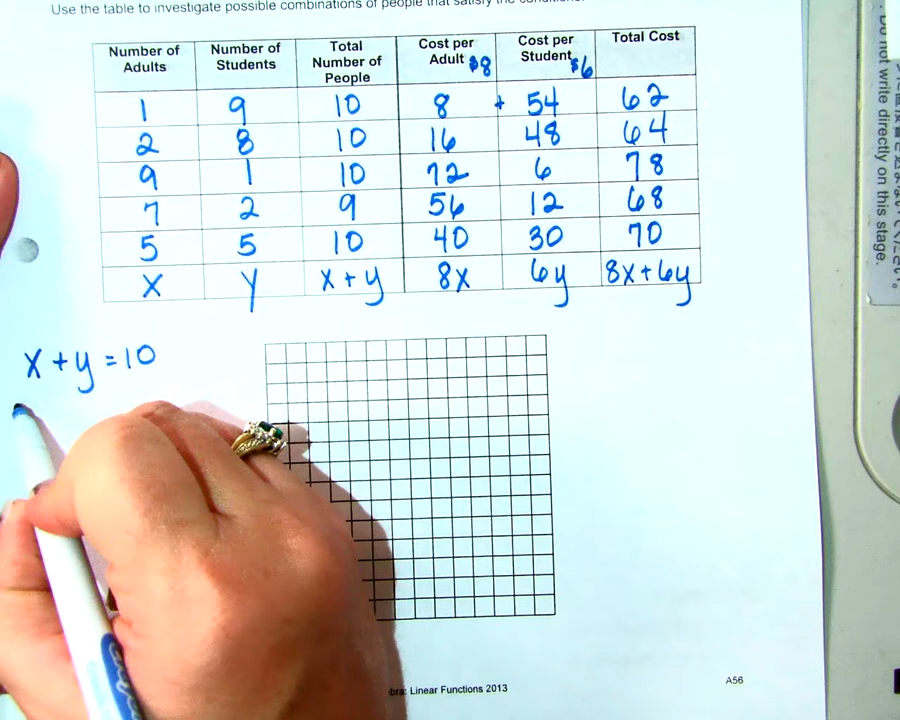 Use the table to investigate possible combinations of people that satisfy the conditions.
Number of Adults Number of Students Total Number of People Cost per Adult $8 Cost per Student $6 Total Cost
1 9 10 8 + 54 62
2 8 10 16 48 64
9 1 10 72 6 78
7 2 9 56 12 68
5 5 10 40 30 70
x y x + y 8x 6y 8x + 6y
x + y = 10
bra: Linear Functions 2013
A56
. Do not write directly on this stage.